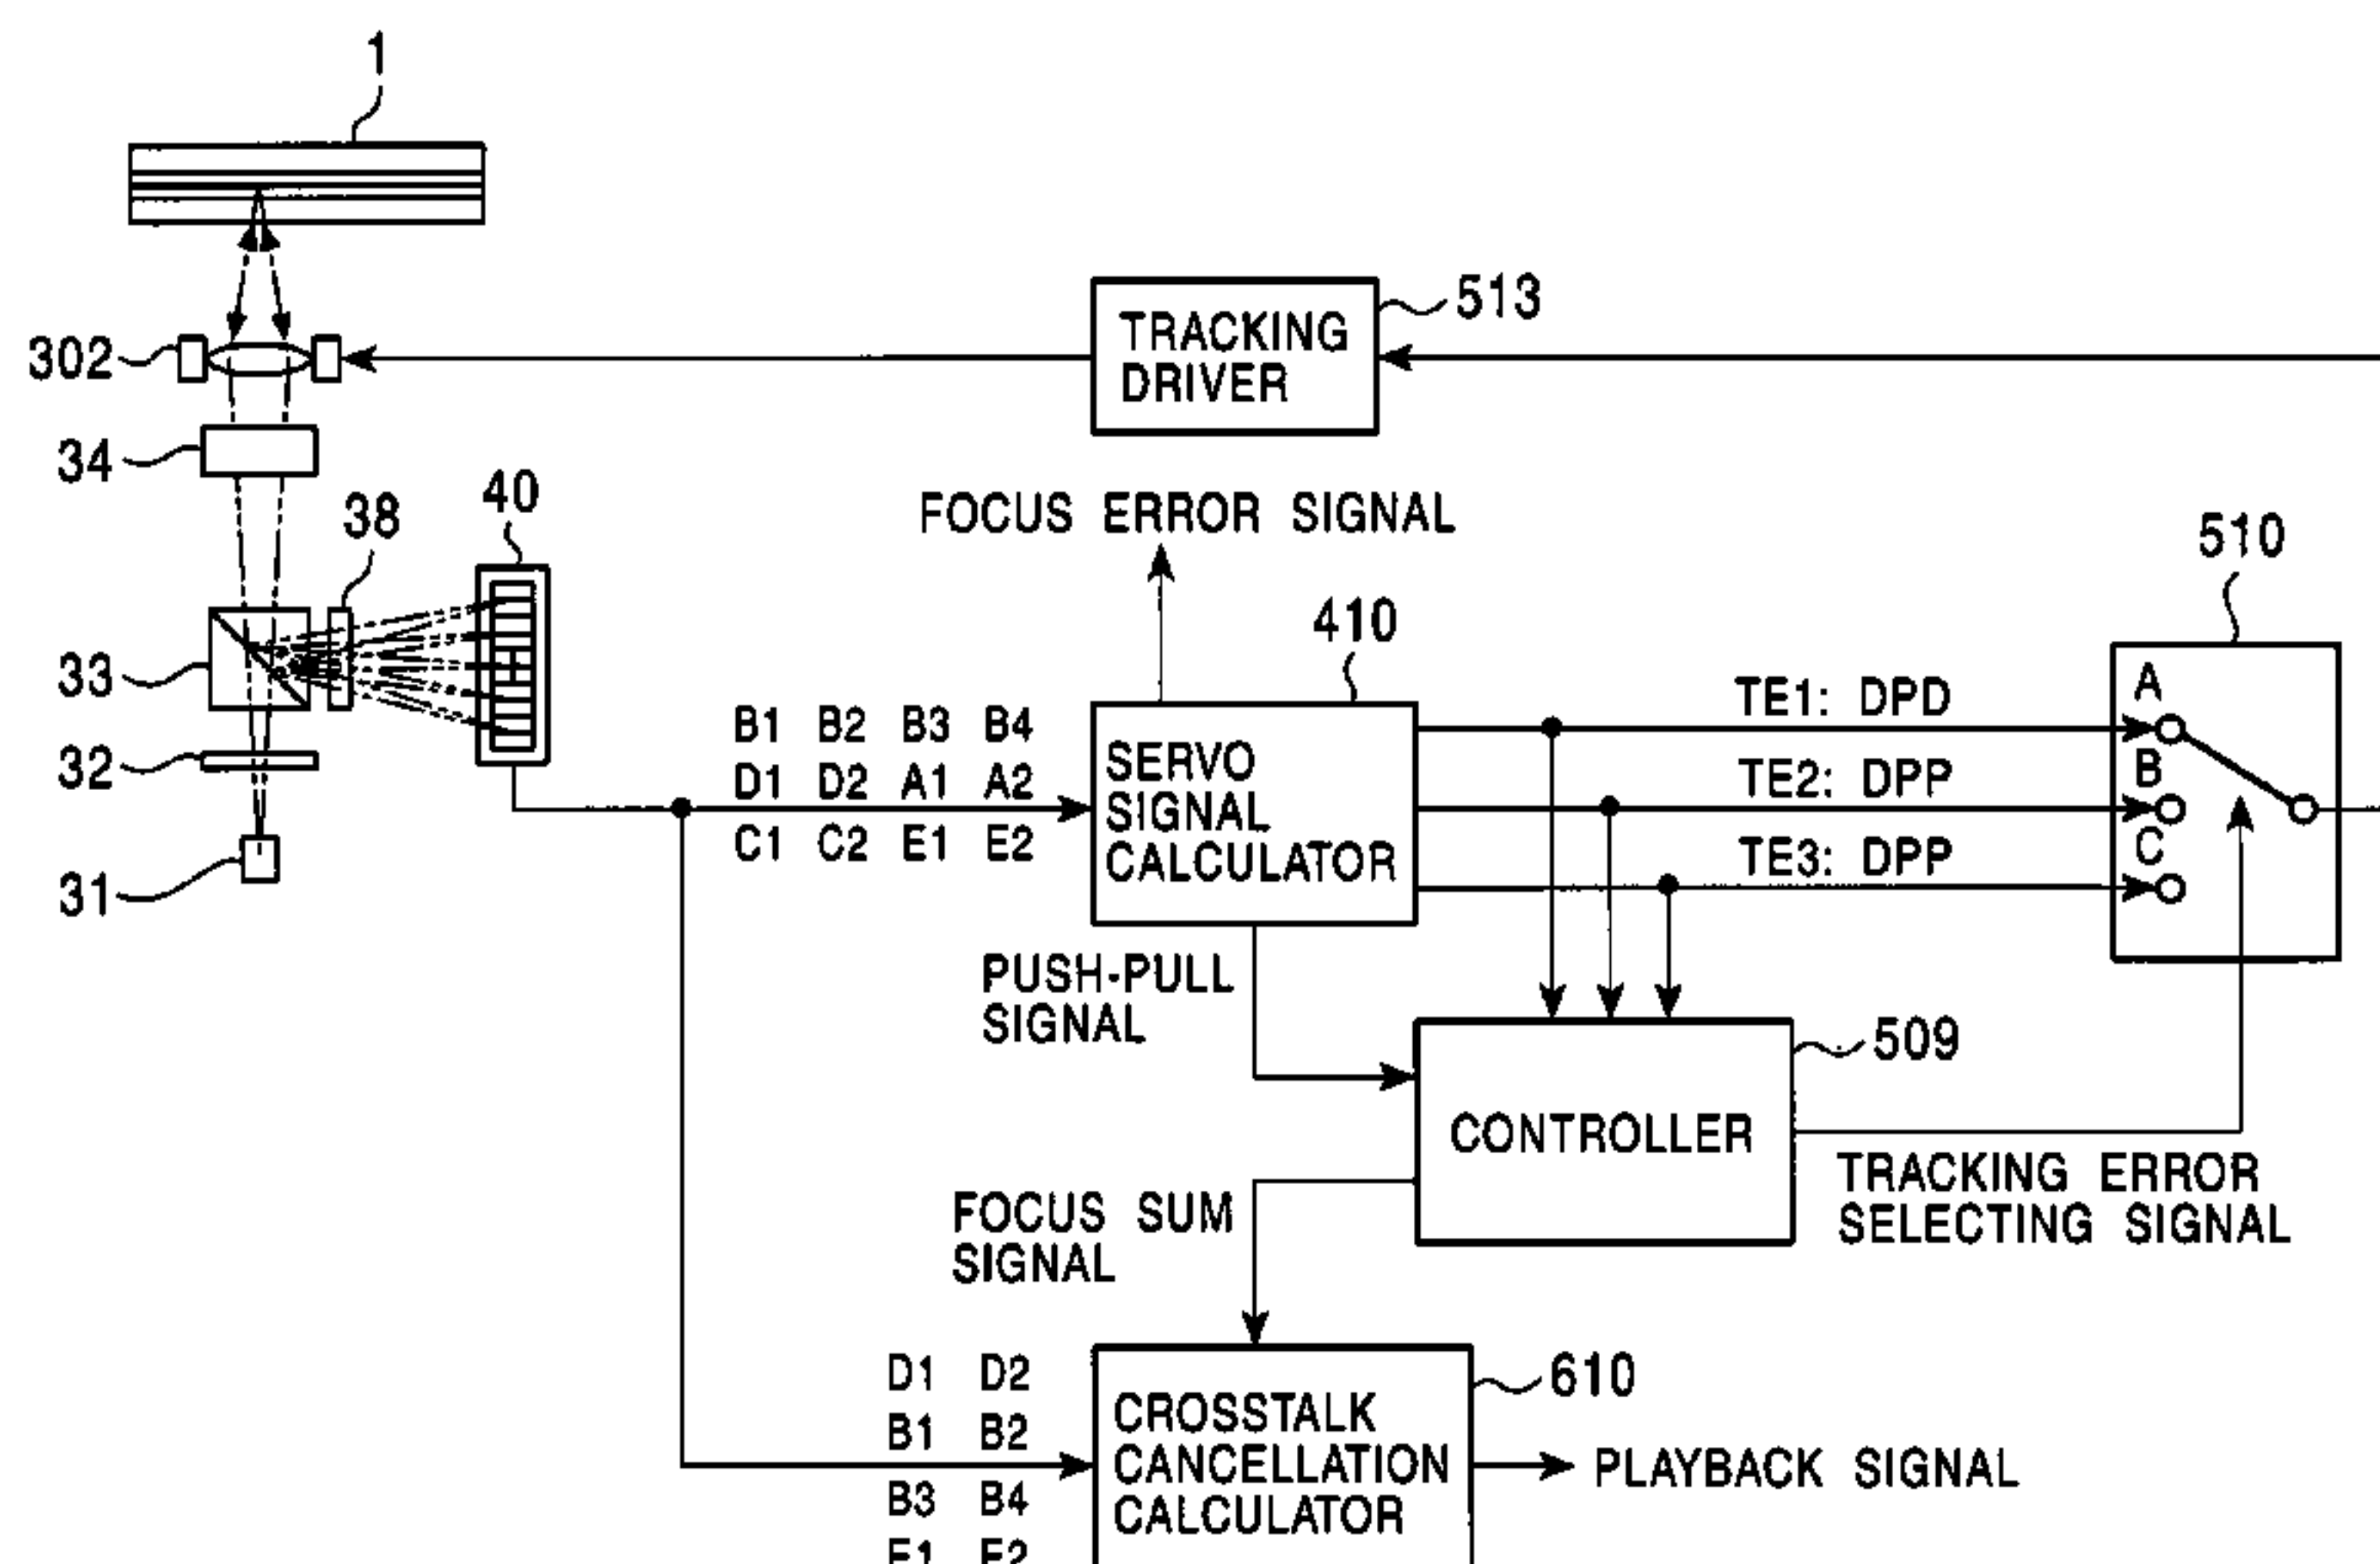 1
302
513
TRACKING
DRIVER
34
38
40
FOCUS ERROR SIGNAL
510
410
33
A
TE1: DPD
B1 B2 B3 B4
SERVO
SIGNAL
CALCULATOR
32
D1 D2 A1 A2
B
TE2: DPP
C1 C2 E1 E2
C
TE3: DPP
31
PUSH-PULL
SIGNAL
509
CONTROLLER
TRACKING ERROR
SELECTING SIGNAL
FOCUS SUM
SIGNAL
D1 D2
610
B1 B2
CROSSTALK
CANCELLATION
CALCULATOR
PLAYBACK SIGNAL
B3 B4
E1 E2